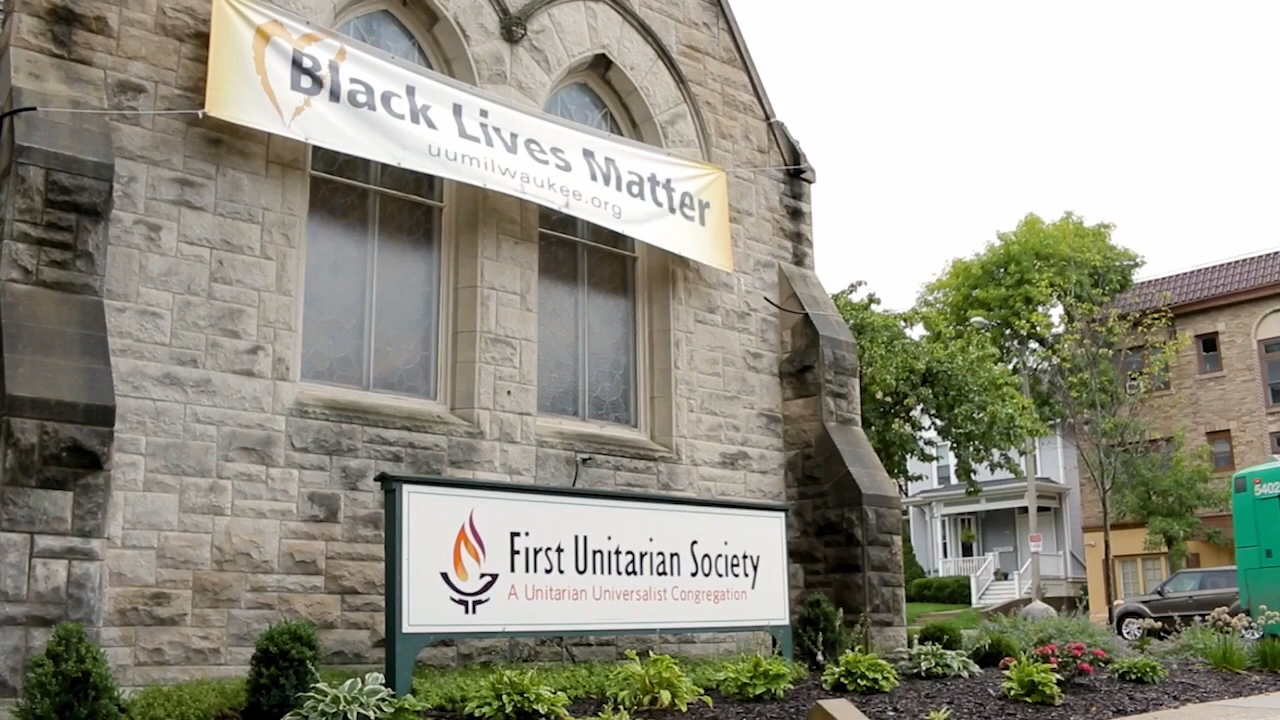 Black Lives Matter
uumilwaukee.org
First Unitarian Society
A Unitarian Universalist Congregation
5402